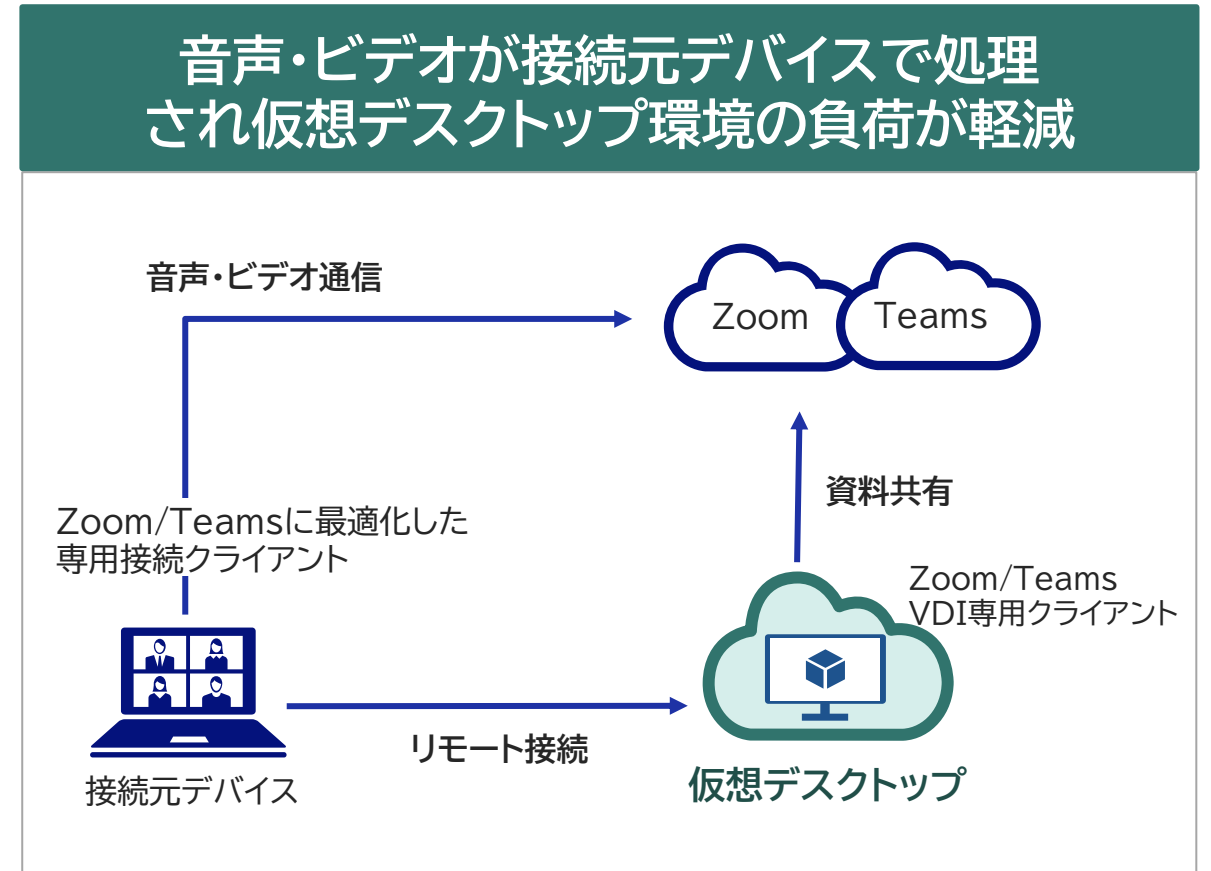 音声・ビデオが接続元デバイスで処理
され仮想デスクトップ環境の負荷が軽減
音声・ビデオ通信
Zoom
Teams
資料共有
Zoom/Teamsに最適化した
専用接続クライアント
Zoom/Teams
VDI専用クライアント
リモート接続
接続元デバイス
仮想デスクトップ